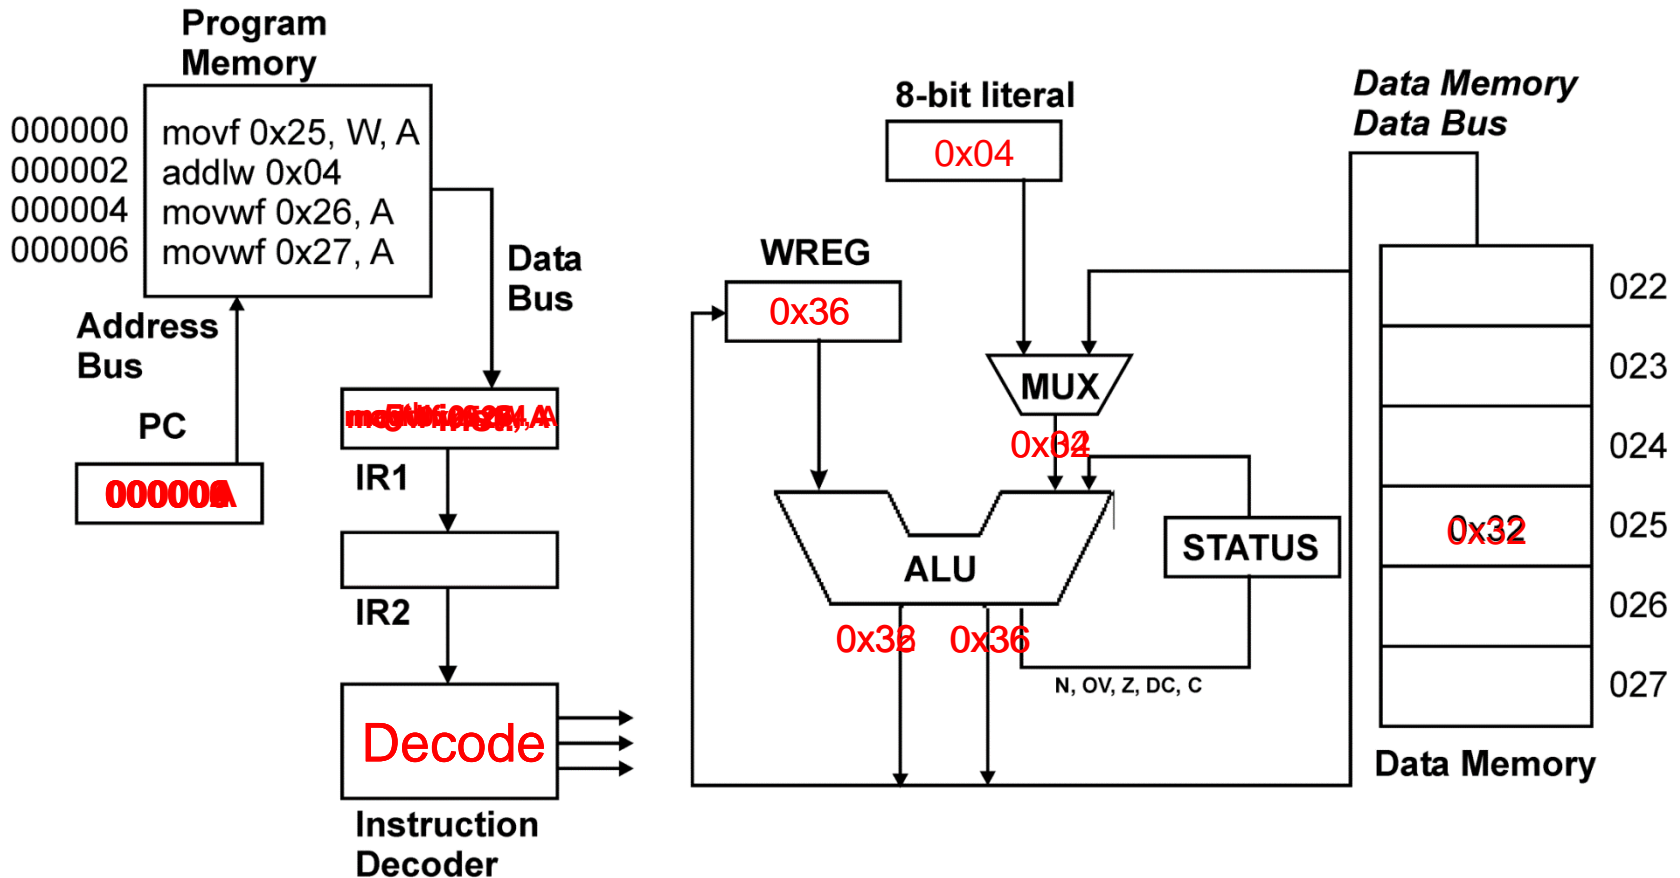 Program
Memory
000000
000002
000004
000006
movf 0x25, W, A
addlw 0x04
movwf 0x26, A
movwf 0x27, A
Address
Bus
Data
Bus
PC
IR1
IR2
Decode
Instruction
Decoder
8-bit literal
0x04
WREG
0x36
MUX
ALU
STATUS
0x36
N, OV, Z, DC, C
Data Memory
Data Bus
022
023
024
0x32
025
026
027
Data Memory